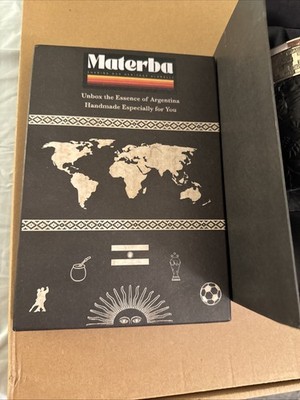 Materba
Unbox the Essence of Argentina
Handmade Especially for You